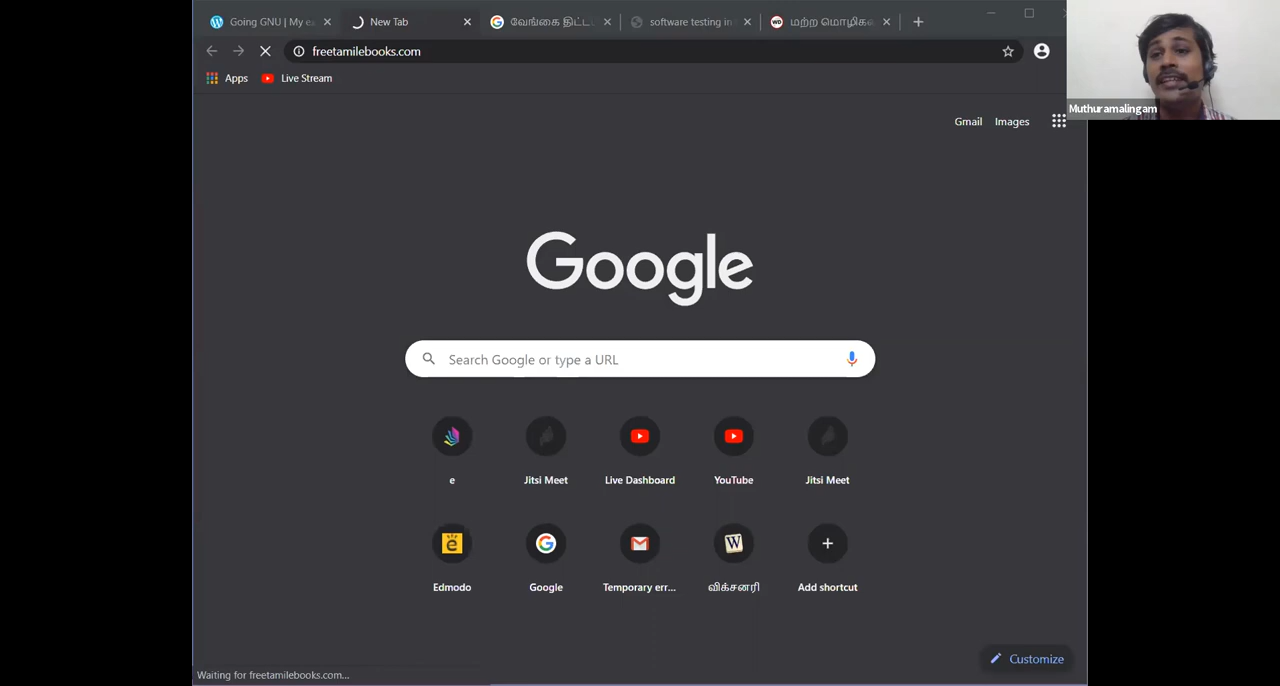 Going GNU | My e
New Tab
வேங்கை திட்ட
software testing in
மற்ற மொழிகள
freetamilebooks.com
Apps
Live Stream
Muthuramalingam
Gmail
Images
Google
Search Google or type a URL
e
Jitsi Meet
Live Dashboard
YouTube
Jitsi Meet
Edmodo
Google
Temporary err...
விக்சனரி
Add shortcut
Customize
Waiting for freetamilebooks.com...